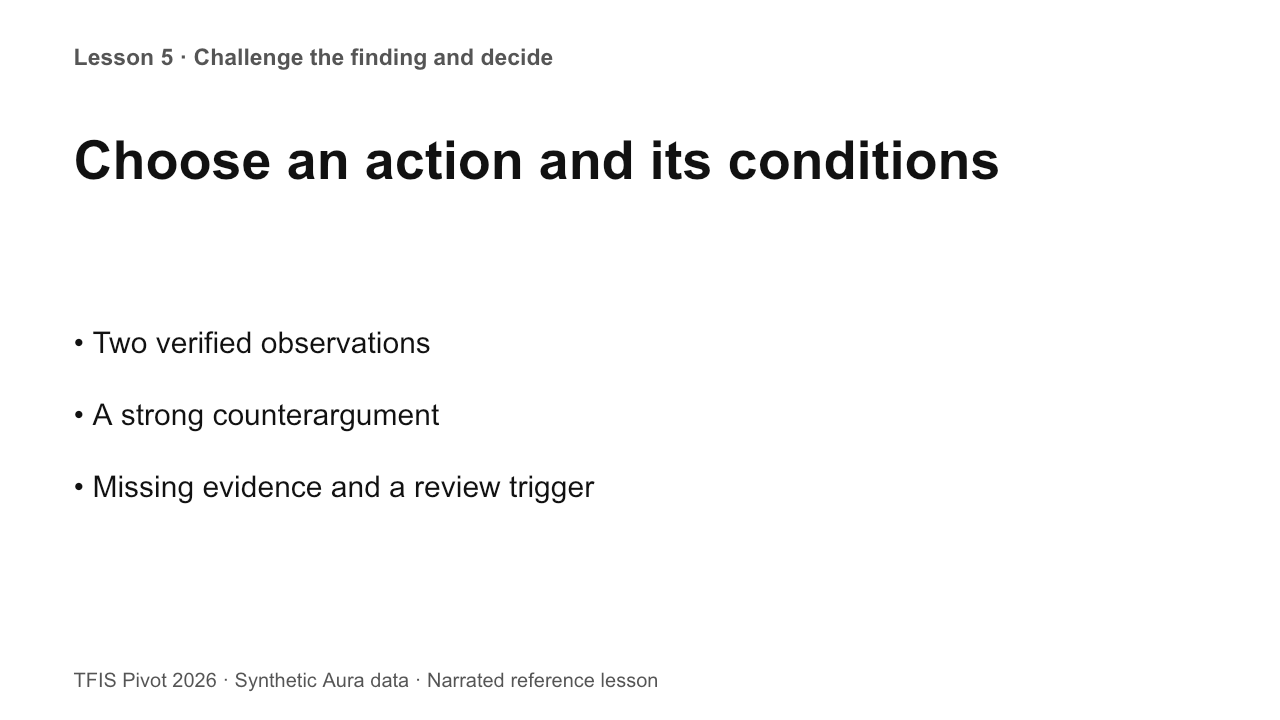 Lesson 5 · Challenge the finding and decide
Choose an action and its conditions
• Two verified observations
• A strong counterargument
• Missing evidence and a review trigger
TFIS Pivot 2026 · Synthetic Aura data · Narrated reference lesson